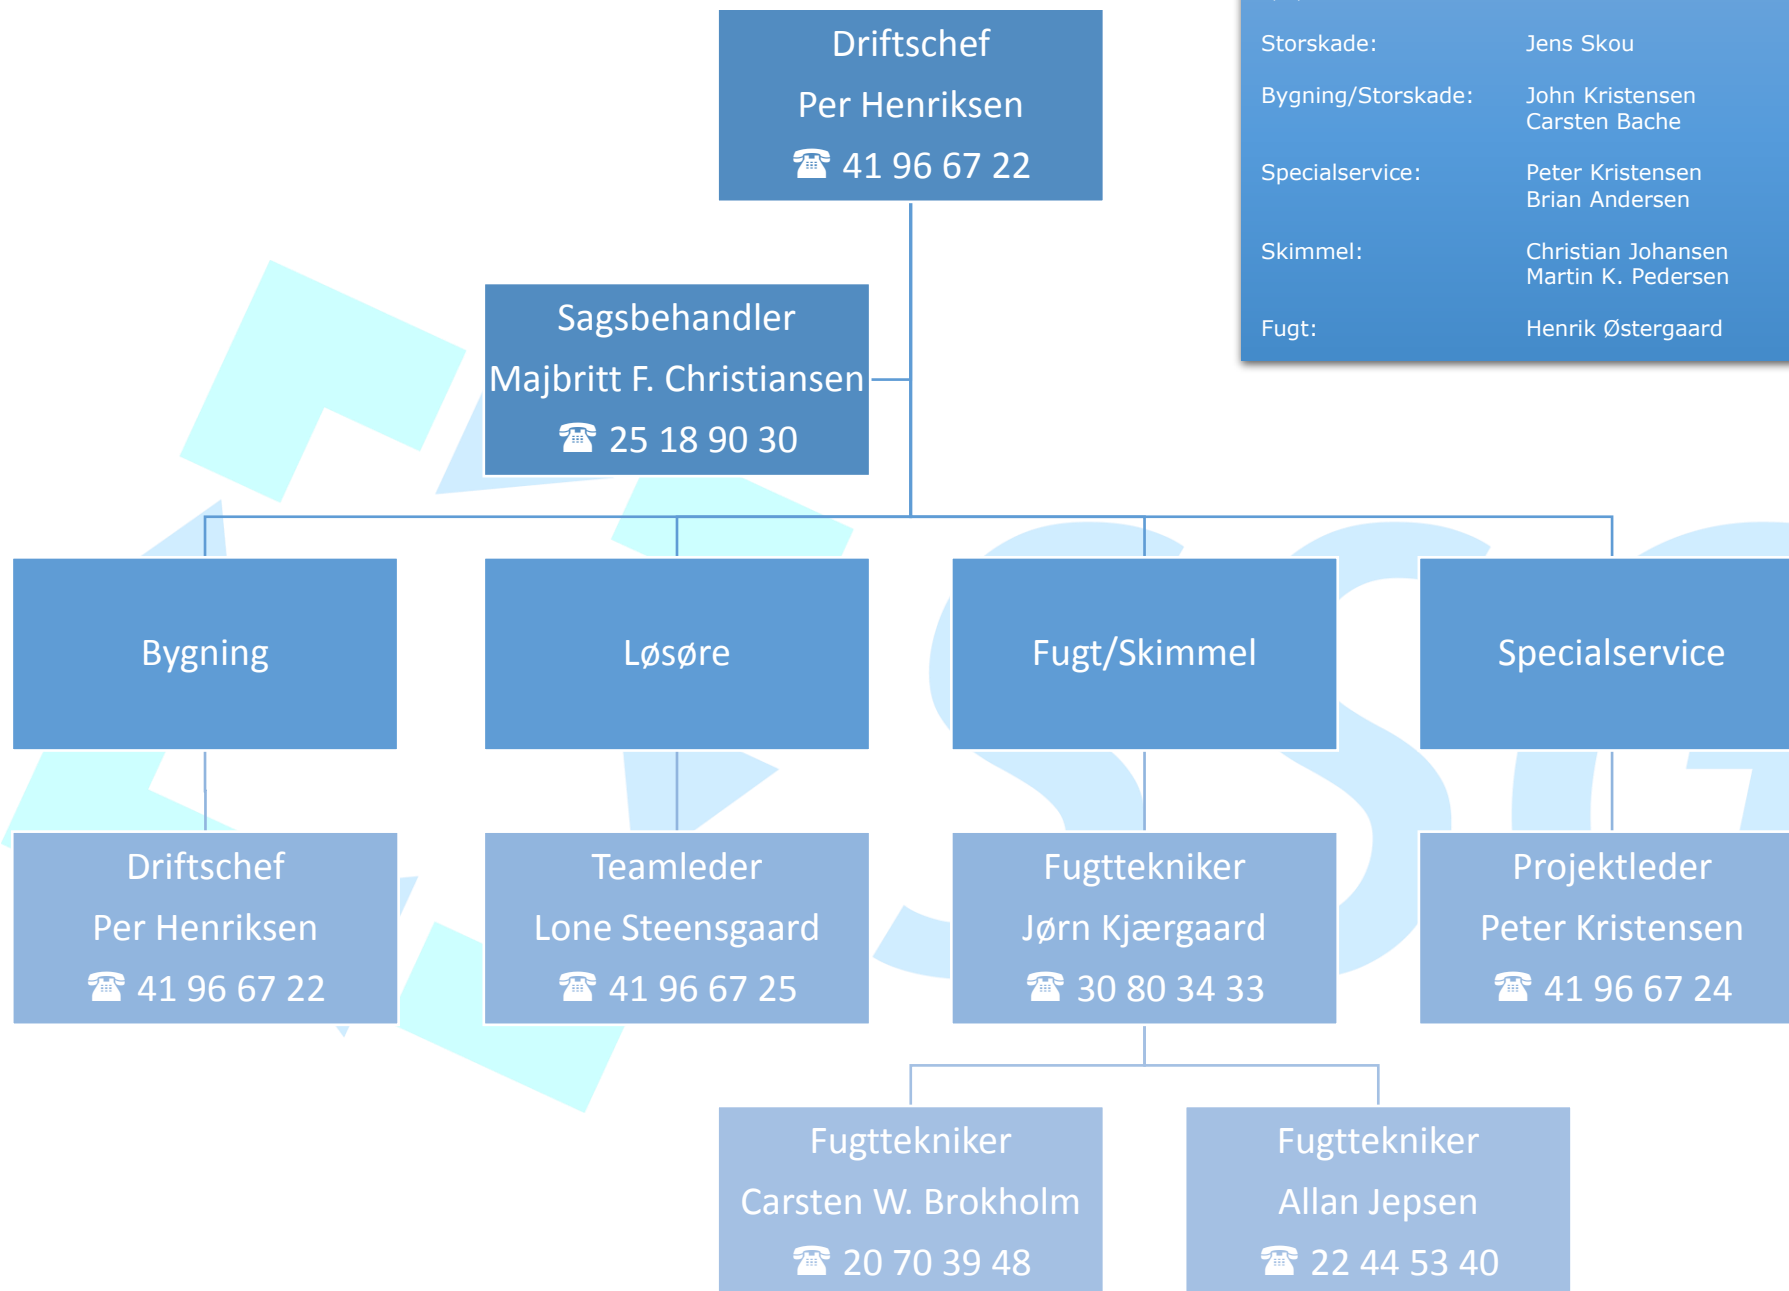 Driftschef
Per Henriksen
☎ 41 96 67 22
Storskade: Jens Skou
Bygning/Storskade: John Kristensen
Carsten Bache
Specialservice: Peter Kristensen
Brian Andersen
Skimmel: Christian Johansen
Martin K. Pedersen
Fugt: Henrik Østergaard
Sagsbehandler
Majbritt F. Christiansen
☎ 25 18 90 30
Bygning
Løsøre
Fugt/Skimmel
Specialservice
Driftschef
Per Henriksen
☎ 41 96 67 22
Teamleder
Lone Steensgaard
☎ 41 96 67 25
Fugttekniker
Jørn Kjærgaard
☎ 30 80 34 33
Projektleder
Peter Kristensen
☎ 41 96 67 24
Fugttekniker
Carsten W. Brokholm
☎ 20 70 39 48
Fugttekniker
Allan Jepsen
☎ 22 44 53 40
SSG